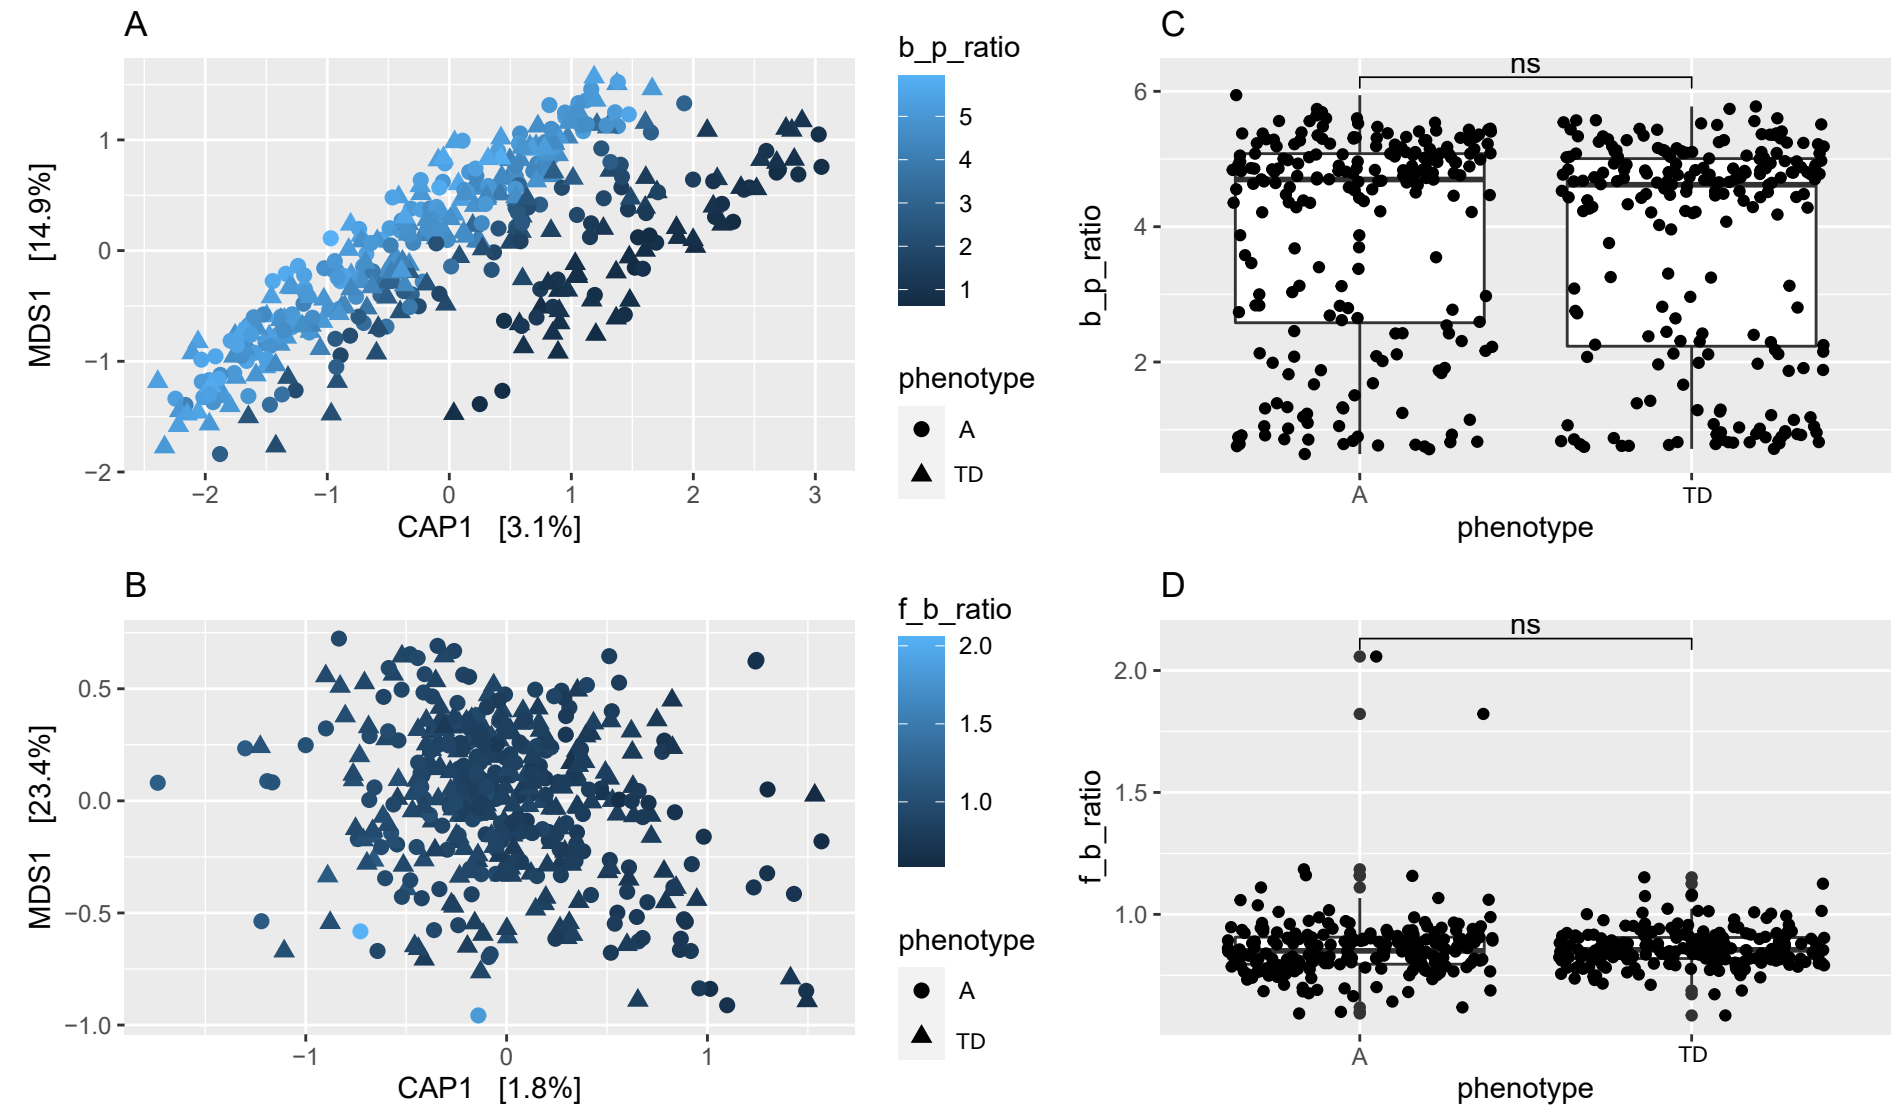 A
MDS1 [14.9%]
1
0
−1
−2
−2
−1
0
1
2
3
CAP1 [3.1%]
b_p_ratio
5
4
3
2
1
phenotype
A
TD
C
b_p_ratio
6
4
2
ns
A
TD
phenotype
B
MDS1 [23.4%]
0.5
0.0
−0.5
−1.0
−1
0
1
CAP1 [1.8%]
f_b_ratio
2.0
1.5
1.0
phenotype
A
TD
D
f_b_ratio
2.0
1.5
1.0
ns
A
TD
phenotype